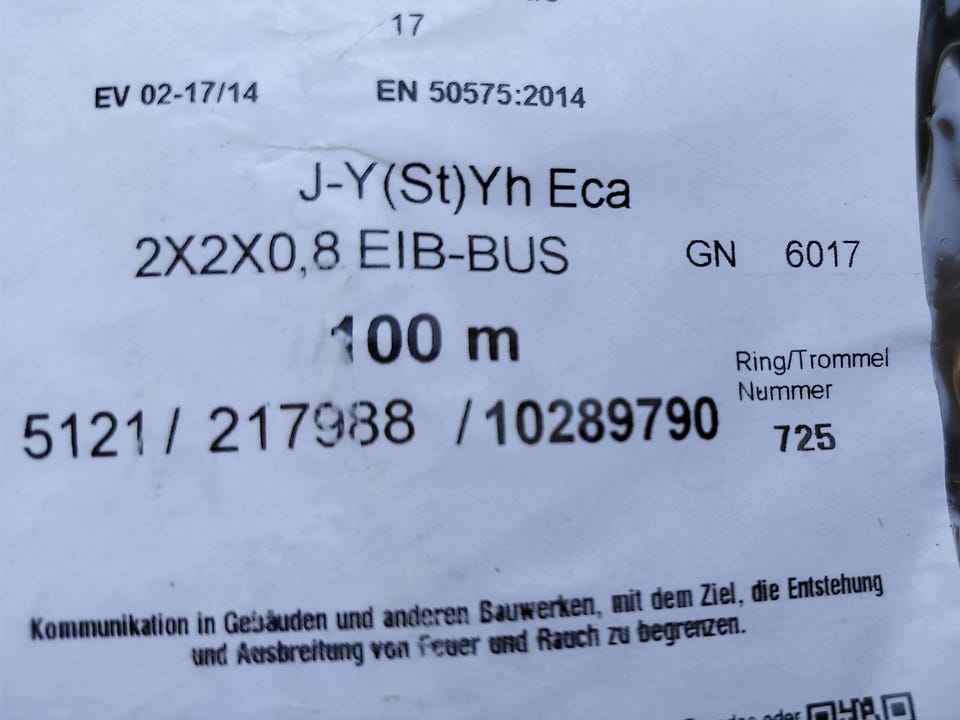 17
EV 02-17/14 EN 50575:2014
J-Y(St)Yh Eca
2X2X0,8 EIB-BUS GN 6017
100 m
Ring/Trommel
Nummer
5121/ 217988 /10289790 725
Kommunikation in Gebäuden und anderen Bauwerken, mit dem Ziel, die Entstehung
und Ausbreitung von Feuer und Rauch zu begrenzen.
oder